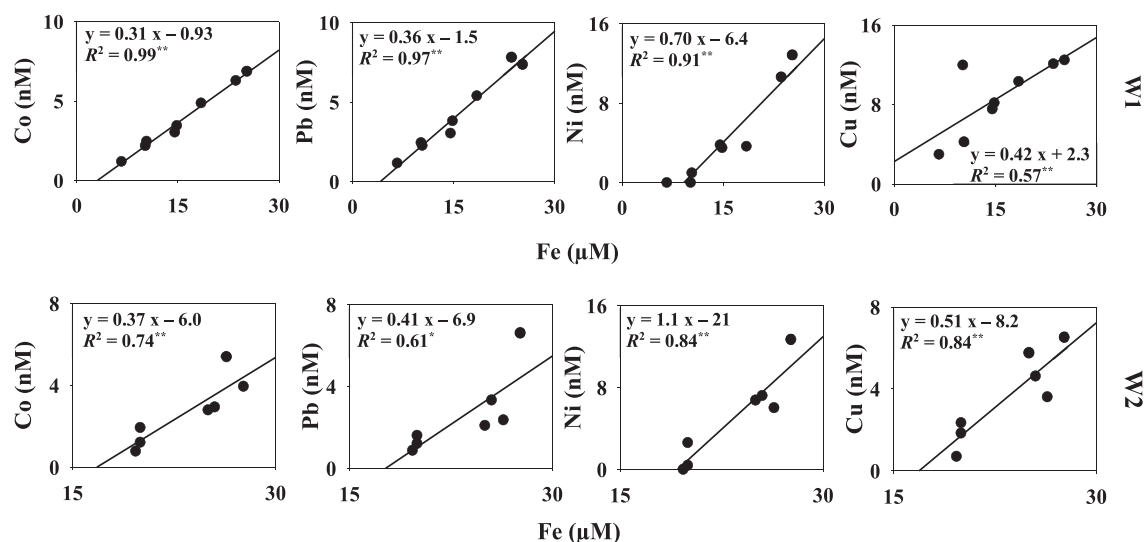 10
5
0
0
15
30
Co (nM)
y = 0.31 x – 0.93
R² = 0.99**
10
5
0
0
15
30
Pb (nM)
y = 0.36 x – 1.5
R² = 0.97**
16
8
0
0
15
30
Ni (nM)
y = 0.70 x – 6.4
R² = 0.91**
16
8
0
0
15
30
Cu (nM)
y = 0.42 x + 2.3
R² = 0.57**
W1
Fe (µM)
8
4
0
15
30
Co (nM)
y = 0.37 x – 6.0
R² = 0.74**
8
4
0
15
30
Pb (nM)
y = 0.41 x – 6.9
R² = 0.61*
16
8
0
15
30
Ni (nM)
y = 1.1 x – 21
R² = 0.84**
8
4
0
15
30
Cu (nM)
y = 0.51 x – 8.2
R² = 0.84**
W2
Fe (µM)